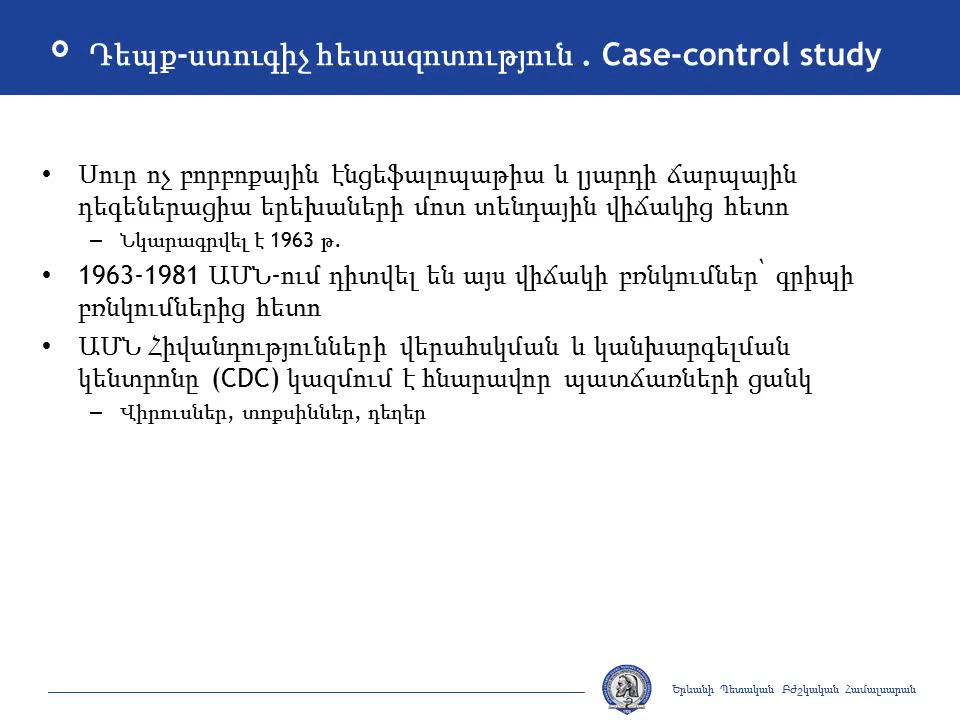 ° Դեպք-ստուգիչ հետազոտություն . Case-control study
• Սուր ոչ բորբոքային էնցեֆալոպաթիա և լյարդի ճարպային
դեգեներացիա երեխաների մոտ տենդային վիճակից հետո
– Նկարագրվել է 1963 թ.
• 1963-1981 ԱՄՆ-ում դիտվել են այս վիճակի բռնկումներ՝ գրիպի
բռնկումներից հետո
• ԱՄՆ Հիվանդությունների վերահսկման և կանխարգելման
կենտրոնը (CDC) կազմում է հնարավոր պատճառների ցանկ
– Վիրուսներ, տոքսիններ, դեղեր
Երևանի Պետական Բժշկական Համալսարան